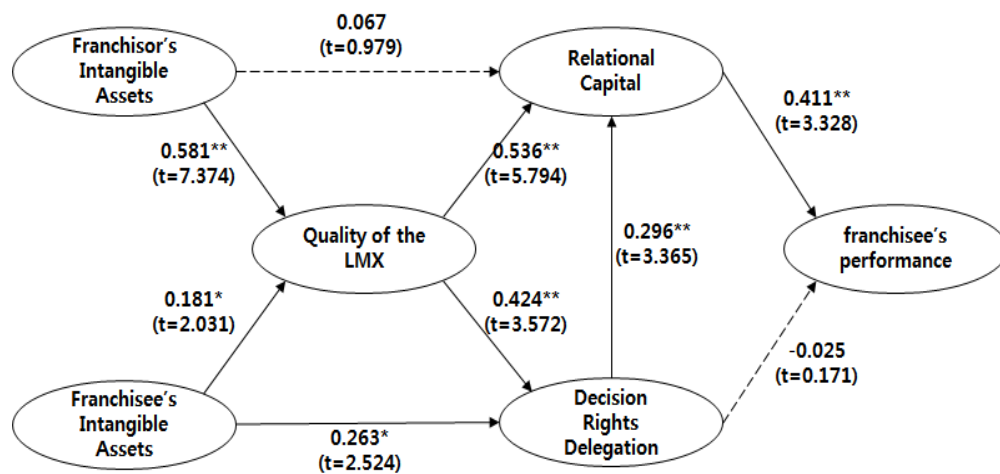 Franchisor's
Intangible
Assets
0.067
(t=0.979)
Relational
Capital
0.411**
(t=3.328)
0.581**
(t=7.374)
0.536**
(t=5.794)
Quality of the
LMX
0.296**
(t=3.365)
franchisee's
performance
0.181*
(t=2.031)
0.424**
(t=3.572)
-0.025
(t=0.171)
Franchisee's
Intangible
Assets
0.263*
(t=2.524)
Decision
Rights
Delegation